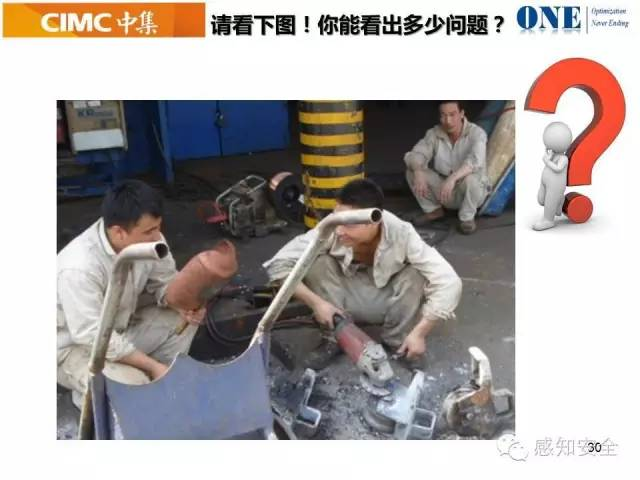 CIMC中集
请看下图！你能看出多少问题？
ONE
Optimization
Never Ending
30
感知安全